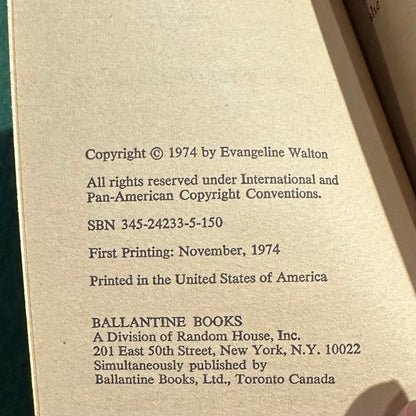 Copyright © 1974 by Evangeline Walton
All rights reserved under International and
Pan-American Copyright Conventions.
SBN 345-24233-5-150
First Printing: November, 1974
Printed in the United States of America
BALLANTINE BOOKS
A Division of Random House, Inc.
201 East 50th Street, New York, N.Y. 10022
Simultaneously published by
Ballantine Books, Ltd., Toronto Canada